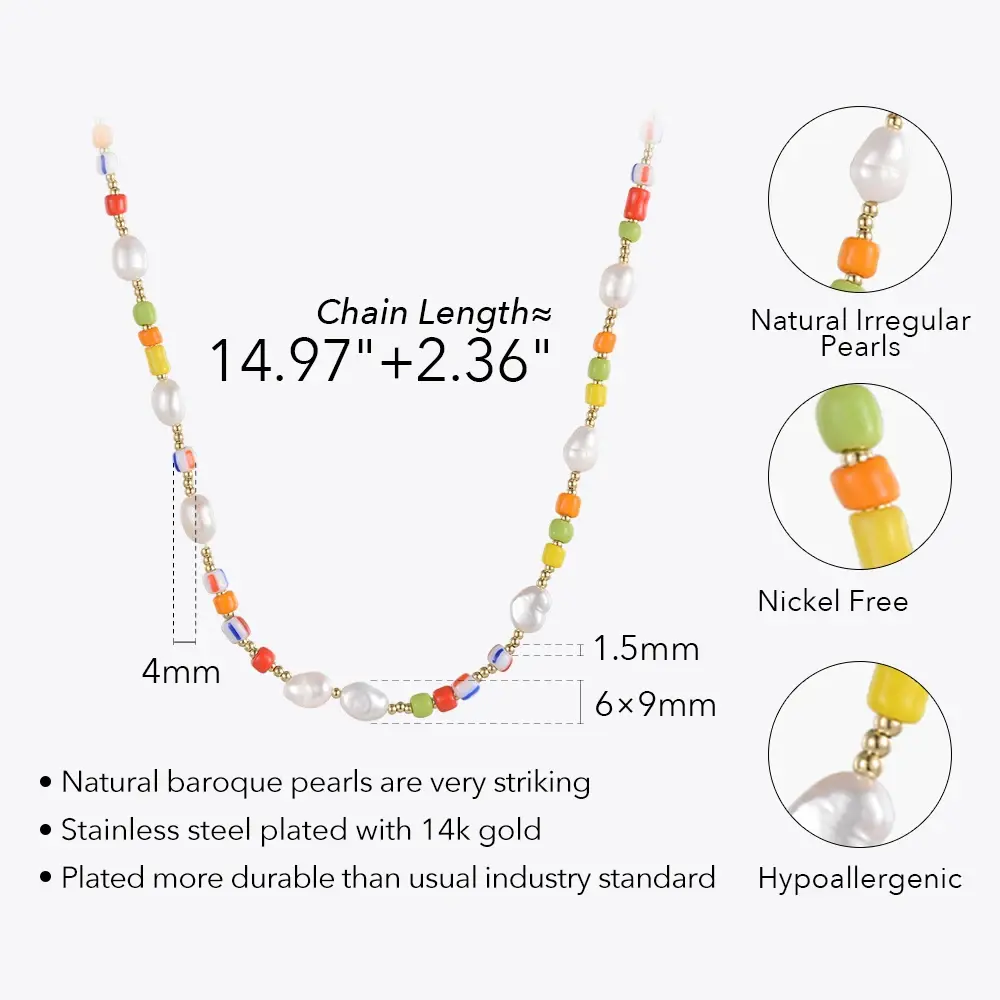 Chain Length≈
14.97"+2.36"
Natural Irregular
Pearls
Nickel Free
4mm
1.5mm
6×9mm
• Natural baroque pearls are very striking
• Stainless steel plated with 14k gold
• Plated more durable than usual industry standard
Hypoallergenic